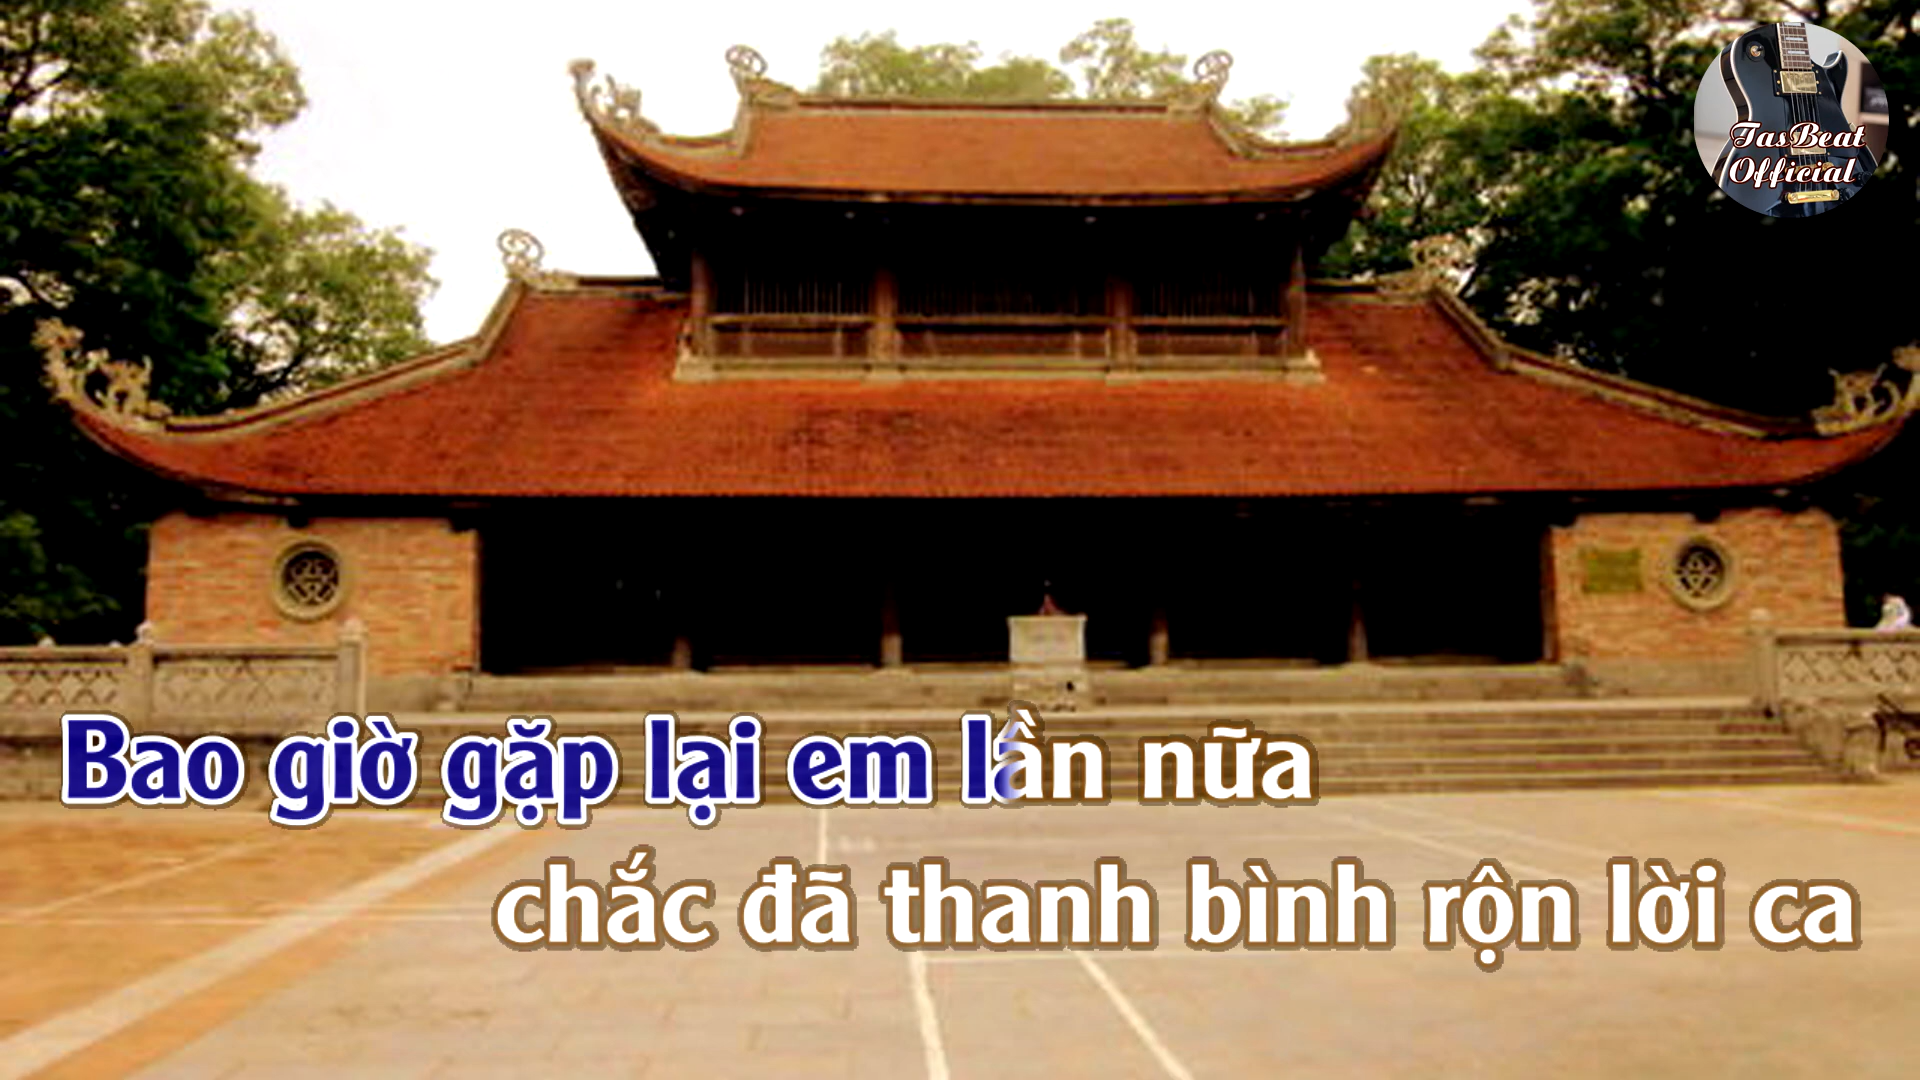 TasBeat
Official
Bao giờ gặp lại em lần nữa
chắc đã thanh bình rộn lời ca